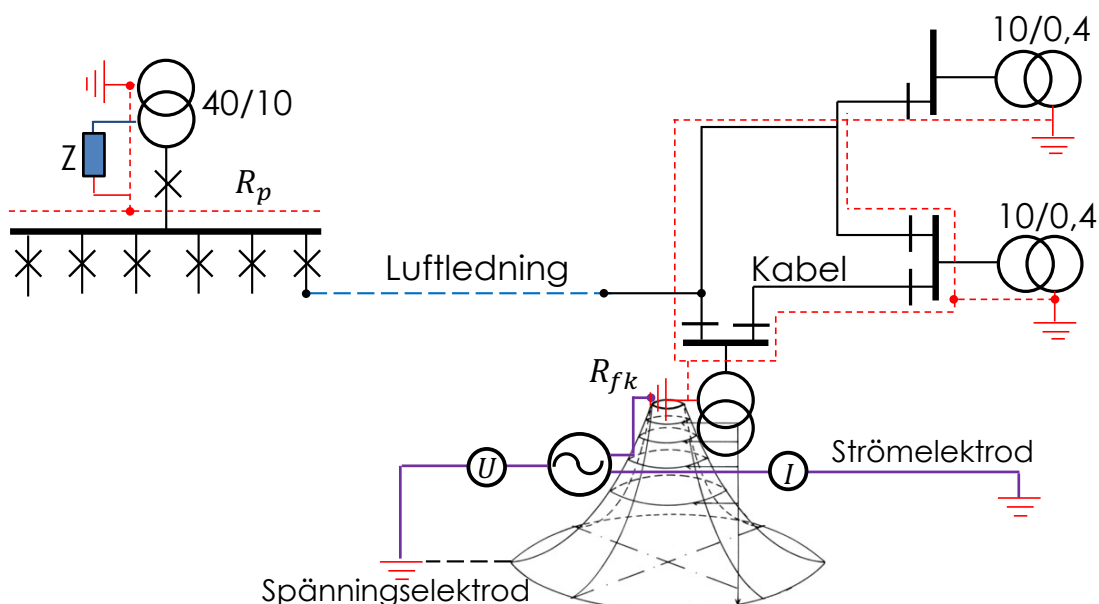 10/0,4
40/10
Z
R_p
10/0,4
Luftledning
Kabel
R_fk
Strömelektrod
U
I
Spänningselektrod